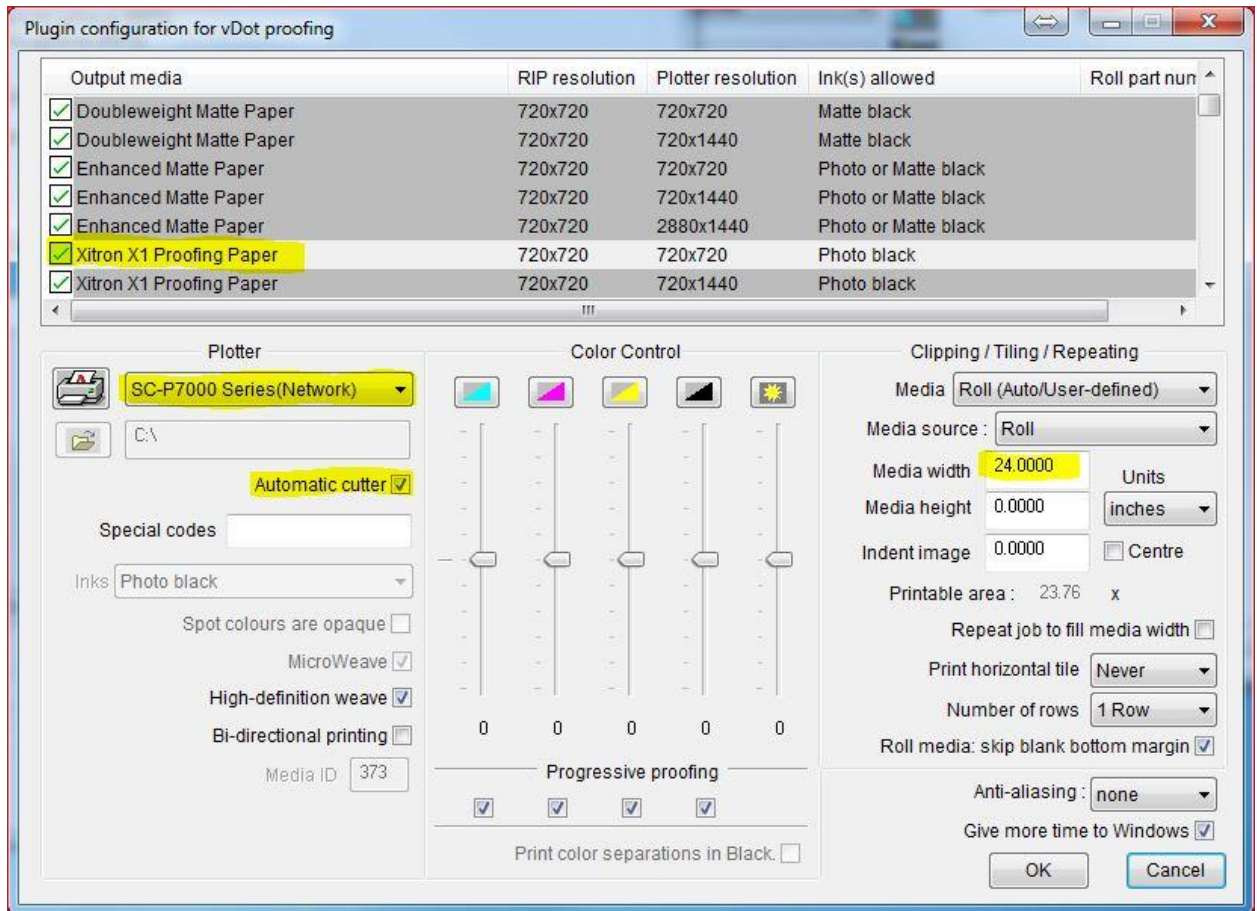 Plugin configuration for vDot proofing
Output media RIP resolution Plotter resolution Ink(s) allowed Roll part num
Doubleweight Matte Paper 720x720 720x720 Matte black
Doubleweight Matte Paper 720x720 720x1440 Matte black
Enhanced Matte Paper 720x720 720x720 Photo or Matte black
Enhanced Matte Paper 720x720 720x1440 Photo or Matte black
Enhanced Matte Paper 720x720 2880x1440 Photo or Matte black
Xitron X1 Proofing Paper 720x720 720x720 Photo black
Xitron X1 Proofing Paper 720x720 720x1440 Photo black
Plotter
SC-P7000 Series(Network)
C:\
Automatic cutter
Special codes
Inks Photo black
Spot colours are opaque
MicroWeave
High-definition weave
Bi-directional printing
Media ID 373
Color Control
0 0 0 0 0
Progressive proofing
Print color separations in Black.
Clipping / Tiling / Repeating
Media Roll (Auto/User-defined)
Media source : Roll
Media width 24.0000 Units
Media height 0.0000 inches
Indent image 0.0000 Centre
Printable area : 23.76 x
Repeat job to fill media width
Print horizontal tile Never
Number of rows 1 Row
Roll media: skip blank bottom margin
Anti-aliasing : none
Give more time to Windows
OK Cancel